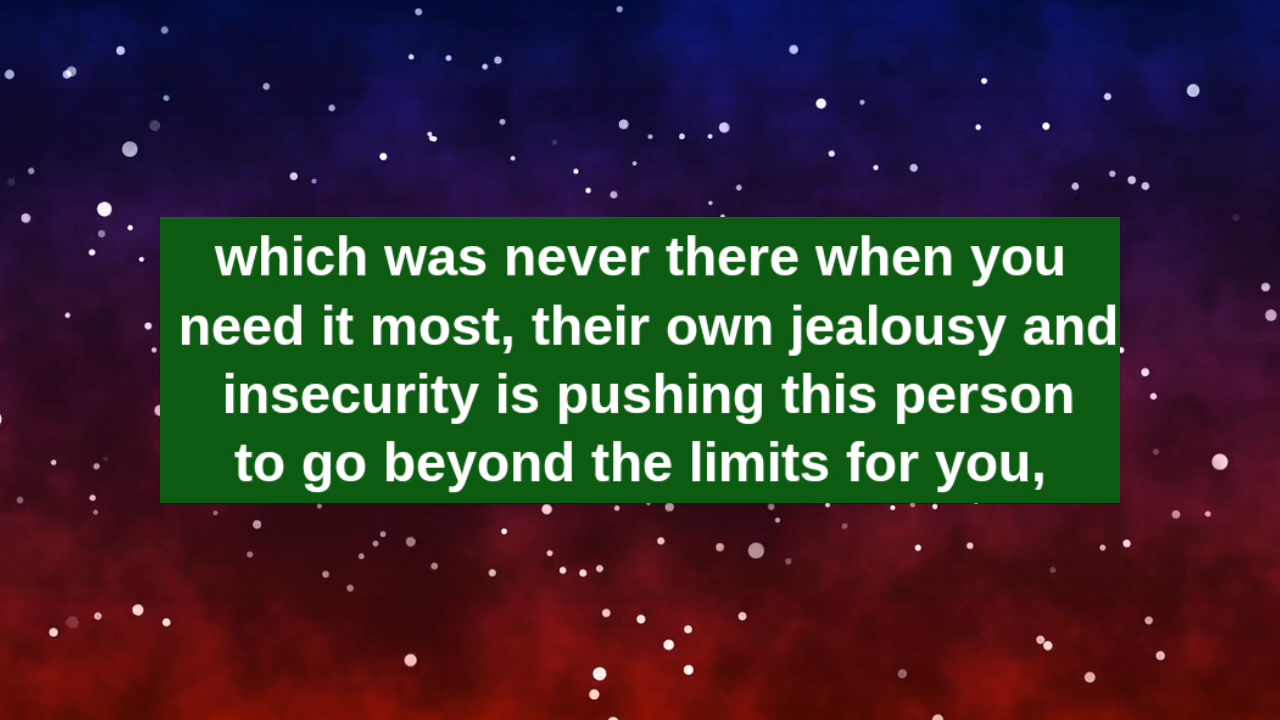 which was never there when you
need it most, their own jealousy and
insecurity is pushing this person
to go beyond the limits for you,